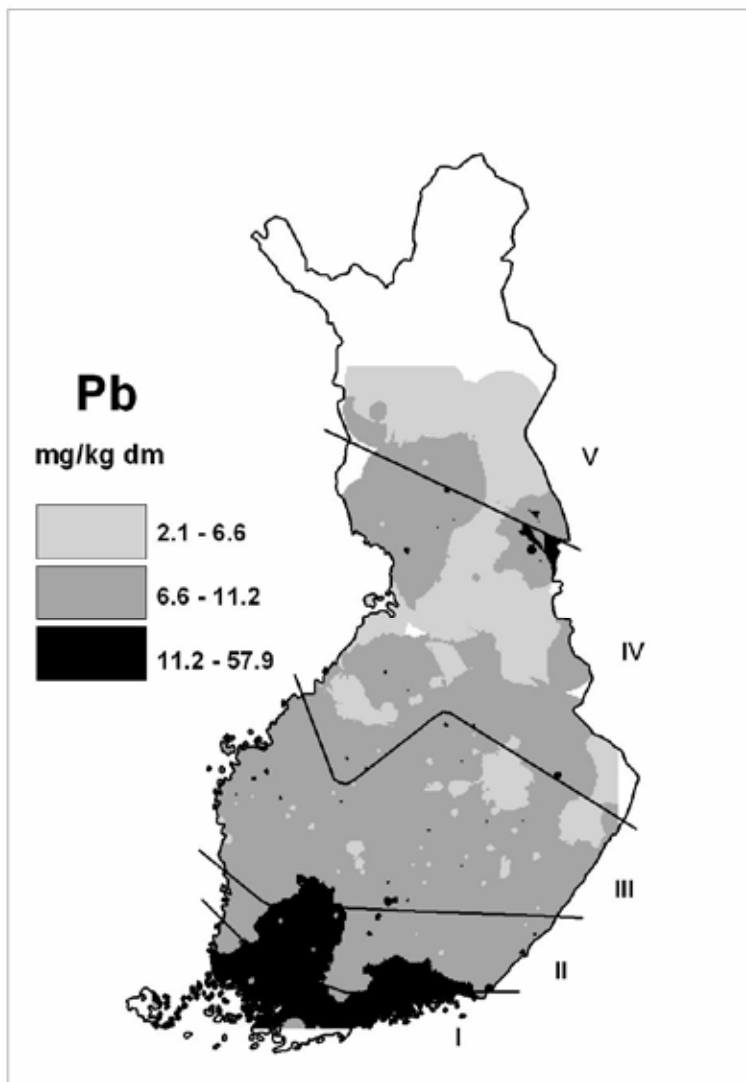 Pb
mg/kg dm
2.1 - 6.6
6.6 - 11.2
11.2 - 57.9
V
IV
III
II
I